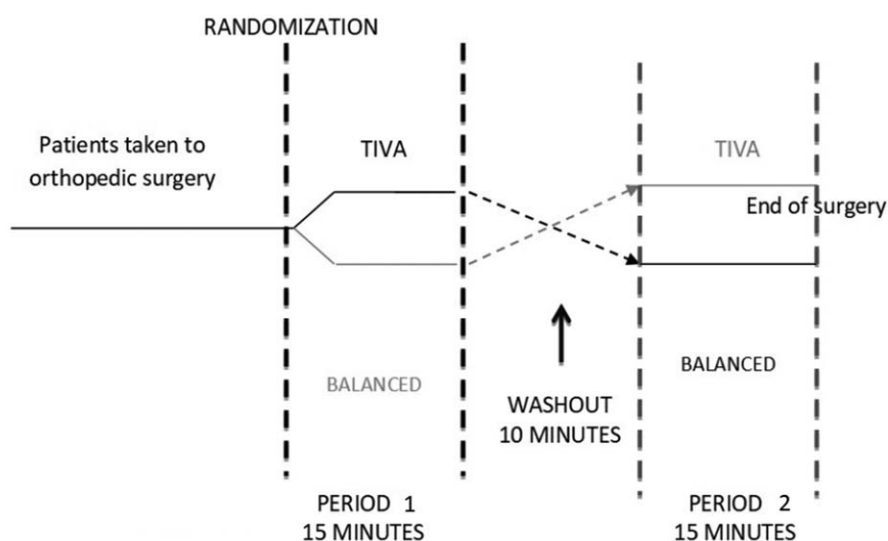 RANDOMIZATION
Patients taken to
orthopedic surgery
TIVA
TIVA
End of surgery
BALANCED
BALANCED
WASHOUT
10 MINUTES
PERIOD 1
15 MINUTES
PERIOD 2
15 MINUTES